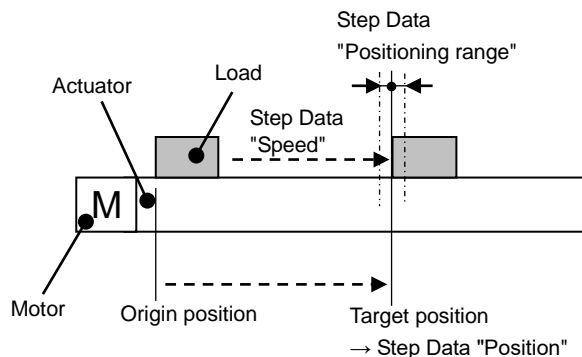 Step Data
"Positioning range"
Actuator
Load
Step Data
"Speed"
M
Motor
Origin position
Target position
→ Step Data "Position"